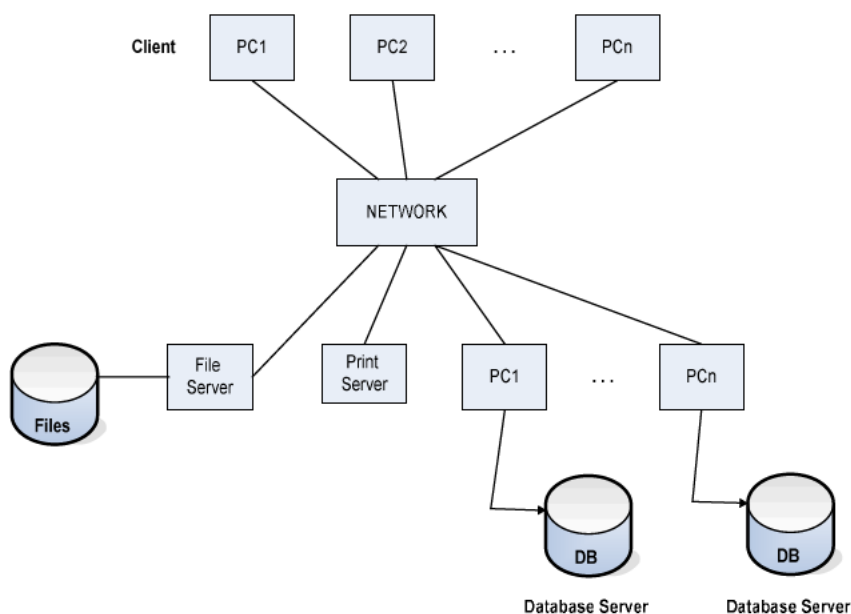 Client
PC1
PC2
...
PCn
NETWORK
File
Server
Print
Server
PC1
...
PCn
Files
DB
DB
Database Server
Database Server